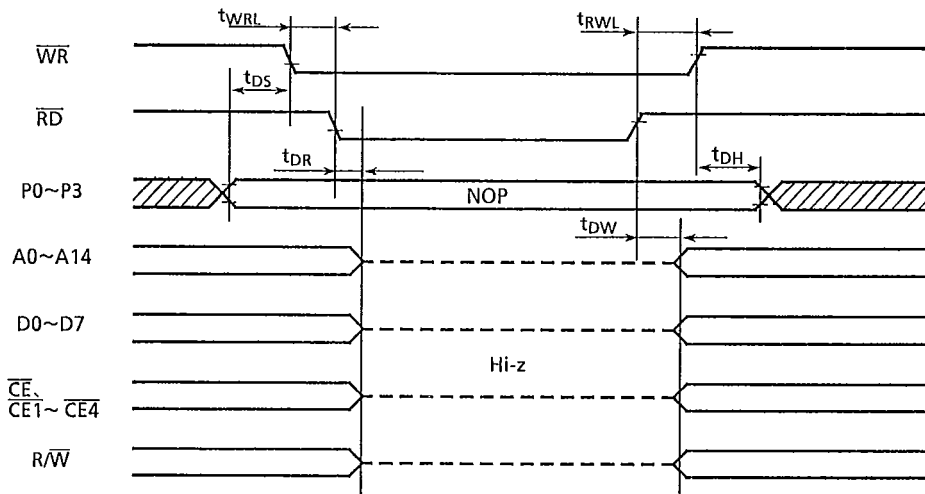 tWRL
tRWL
WR
tDS
RD
tDR
tDH
P0~P3
NOP
tDW
A0~A14
D0~D7
Hi-z
CE、
CE1~CE4
R/W